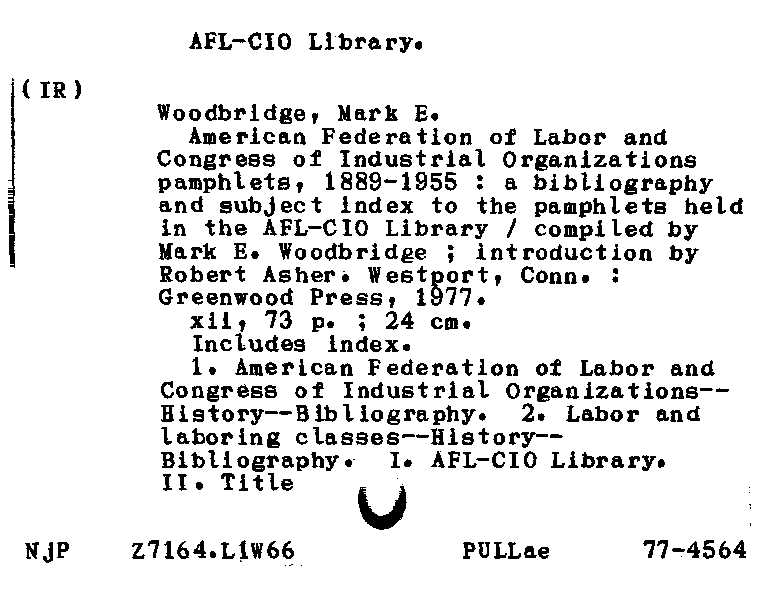 AFL-CIO Library.
(IR)
Woodbridge, Mark E.
American Federation of Labor and
Congress of Industrial Organizations
pamphlets, 1889-1955 : a bibliography
and subject index to the pamphlets held
in the AFL-CIO Library / compiled by
Mark E. Woodbridge ; introduction by
Robert Asher. Westport, Conn. :
Greenwood Press, 1977.
xii, 73 p. ; 24 cm.
Includes index.
1. American Federation of Labor and
Congress of Industrial Organizations--
History--Bibliography. 2. Labor and
laboring classes--History--
Bibliography. I. AFL-CIO Library.
II. Title
NjP Z7164.L1W66 PULLae 77-4564